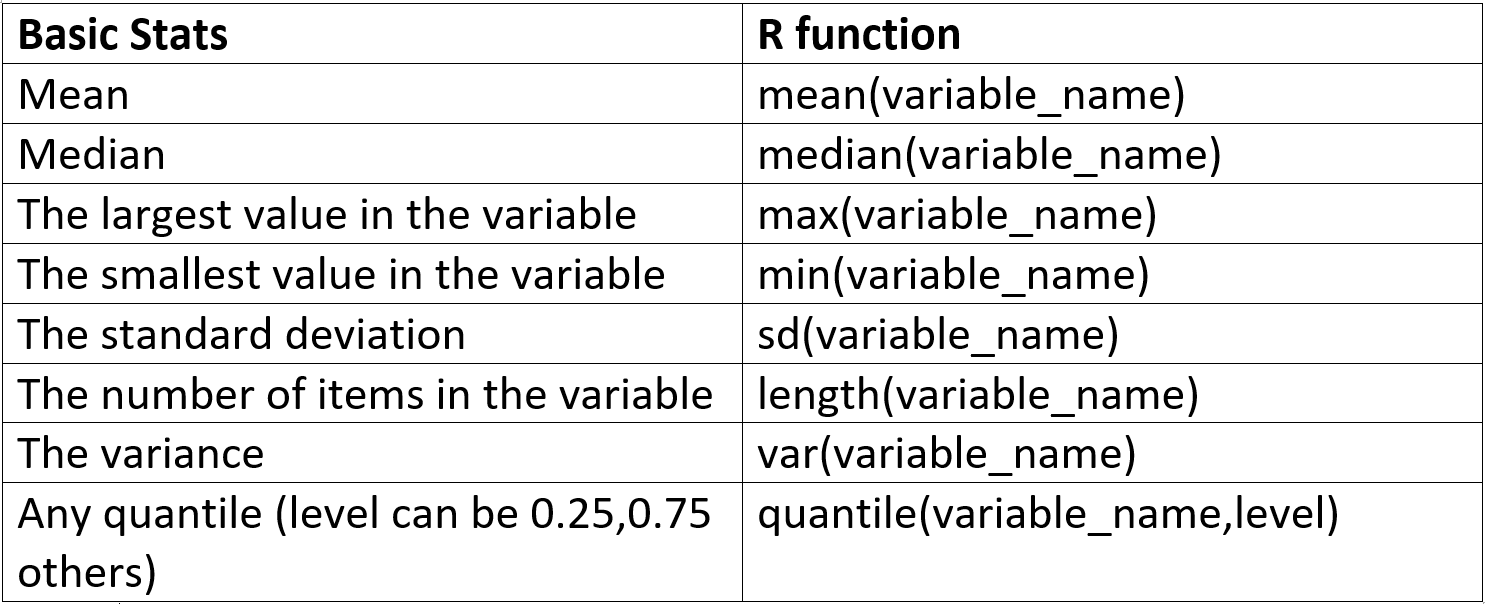 Basic Stats R function
Mean mean(variable_name)
Median median(variable_name)
The largest value in the variable max(variable_name)
The smallest value in the variable min(variable_name)
The standard deviation sd(variable_name)
The number of items in the variable length(variable_name)
The variance var(variable_name)
Any quantile (level can be 0.25,0.75 quantile(variable_name,level)
others)